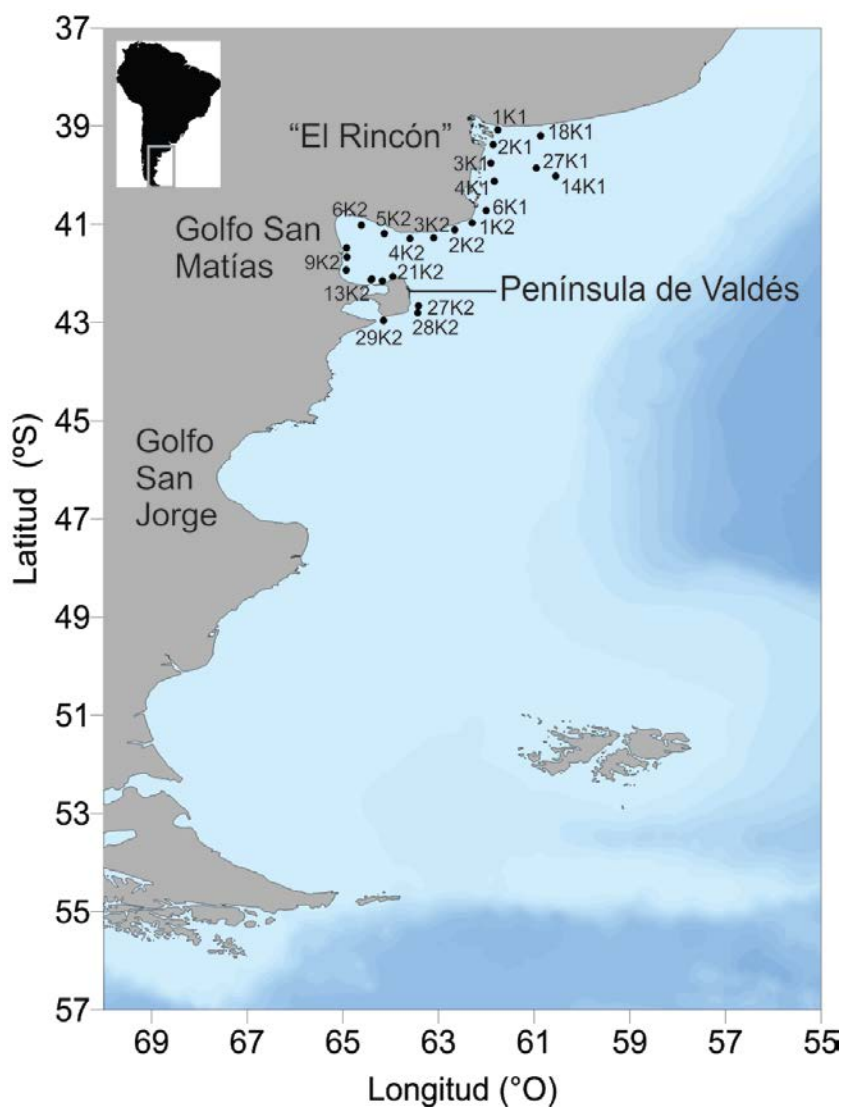 37
39
41
43
45
47
49
51
53
55
57
Latitud (ºS)
"El Rincón"
1K1
18K1
2K1
3K1
27K1
4K1
14K1
6K1
Golfo San
Matías
6K2
5K2
3K2
1K2
2K2
4K2
9K2
21K2
13K2
Península de Valdés
27K2
28K2
29K2
Golfo
San
Jorge
69 67 65 63 61 59 57 55
Longitud (°O)